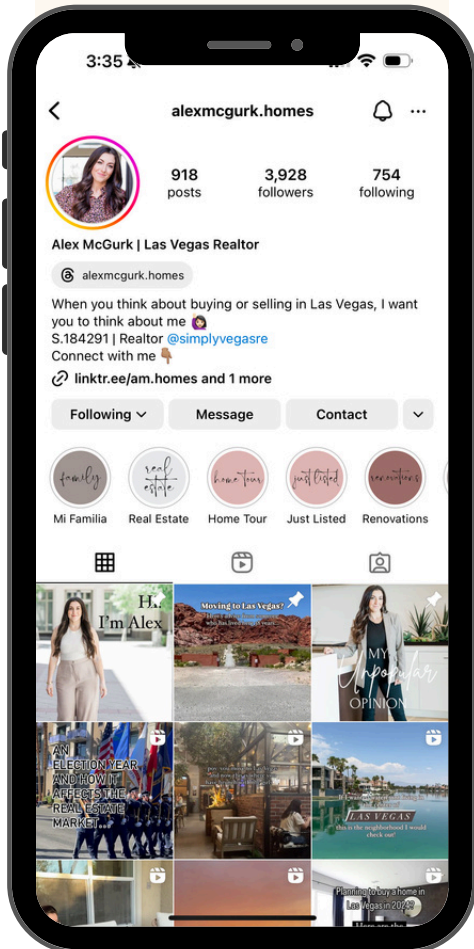 3:35
alexmcgurk.homes
918
posts
3,928
followers
754
following
Alex McGurk | Las Vegas Realtor
alexmcgurk.homes
When you think about buying or selling in Las Vegas, I want
you to think about me 🙋🏻‍♀️
S.184291 | Realtor @simplyvegasre
Connect with me 👇🏽
linktr.ee/am.homes and 1 more
Following
Message
Contact
family
real
estate
home tour
just listed
renovations
Mi Familia
Real Estate
Home Tour
Just Listed
Renovations
I'm Alex
Moving to Las Vegas?
MY
Unpopular
OPINION
AN
ELECTION YEAR
AND HOW IT
AFFECTS THE
REAL ESTATE
MARKET...
LAS VEGAS
this is the neighborhood I would
check out!
Planning to buy a home in
Las Vegas in 2024?